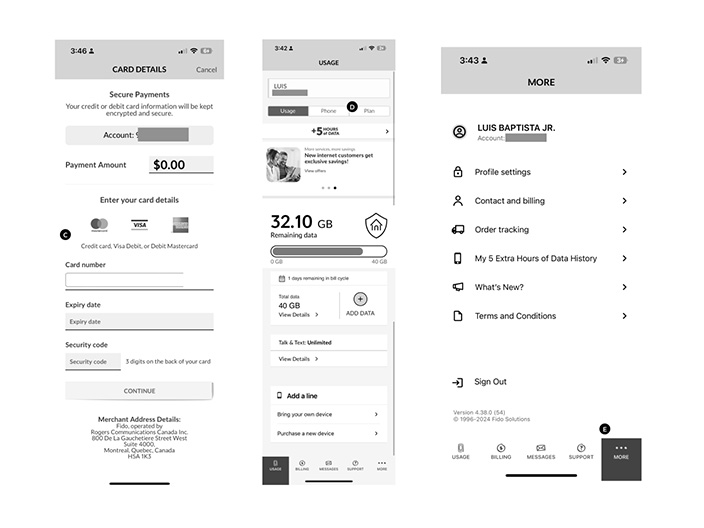 3:46
CARD DETAILS
Cancel
Secure Payments
Your credit or debit card information will be kept
encrypted and secure.
Account:
Payment Amount
$0.00
Enter your card details
VISA
C
Credit card, Visa Debit, or Debit Mastercard
Card number
Expiry date
Expiry date
Security code
Security code
3 digits on the back of your card
CONTINUE
Merchant Address Details:
Fido, operated by
Rogers Communications Canada Inc.
800 De La Gauchetiere Street West
Suite 4000,
Montreal, Quebec, Canada
H5A 1K3
3:42
USAGE
LUIS
Usage
Phone
D
Plan
+5 HOURS
OF DATA
More services, more savings
New internet customers get
exclusive savings!
View offers
32.10 GB
Remaining data
0 GB
40 GB
1 days remaining in bill cycle
Total data
40 GB
View Details
ADD DATA
Talk & Text: Unlimited
View Details
Add a line
Bring your own device
Purchase a new device
USAGE
BILLING
MESSAGES
SUPPORT
MORE
3:43
34
MORE
LUIS BAPTISTA JR.
Account:
Profile settings
Contact and billing
Order tracking
My 5 Extra Hours of Data History
What's New?
Terms and Conditions
Sign Out
Version 4.38.0 (54)
© 1996-2024 Fido Solutions
E
USAGE
BILLING
MESSAGES
SUPPORT
MORE